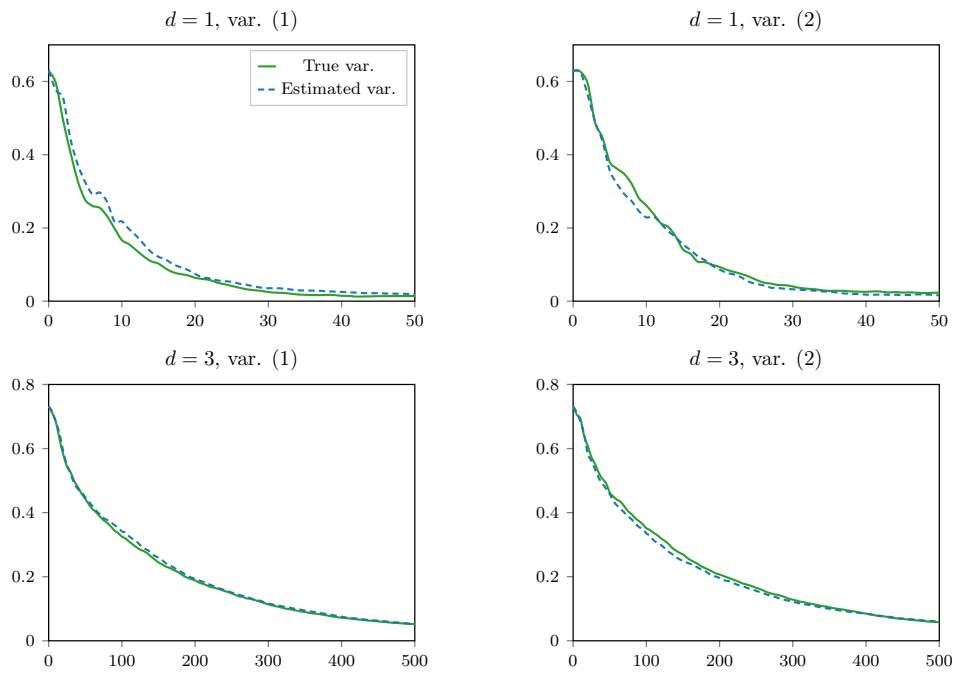 d = 1, var. (1)
True var.
Estimated var.
0.6
0.4
0.2
0
0 10 20 30 40 50
d = 1, var. (2)
0.6
0.4
0.2
0
0 10 20 30 40 50
d = 3, var. (1)
0.8
0.6
0.4
0.2
0
0 100 200 300 400 500
d = 3, var. (2)
0.8
0.6
0.4
0.2
0
0 100 200 300 400 500